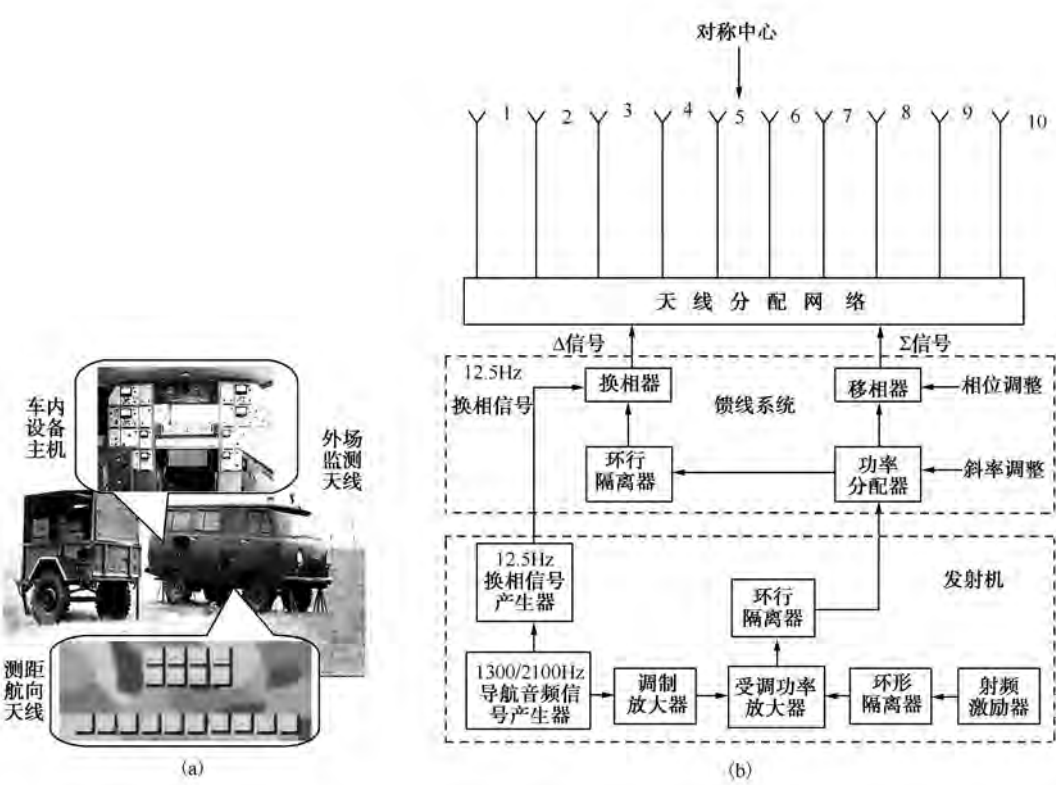 对称中心
1 2 3 4 5 6 7 8 9 10
天线分配网络
Δ信号
Σ信号
12.5Hz
换相信号
换相器
馈线系统
移相器
相位调整
环行
隔离器
功率
分配器
斜率调整
12.5Hz
换相信号
产生器
发射机
环行
隔离器
1300/2100Hz
导航音频信
号产生器
调制
放大器
受调功率
放大器
环形
隔离器
射频
激励器
(b)
车内
设备
主机
外场
监测
天线
测距
航向
天线
(a)